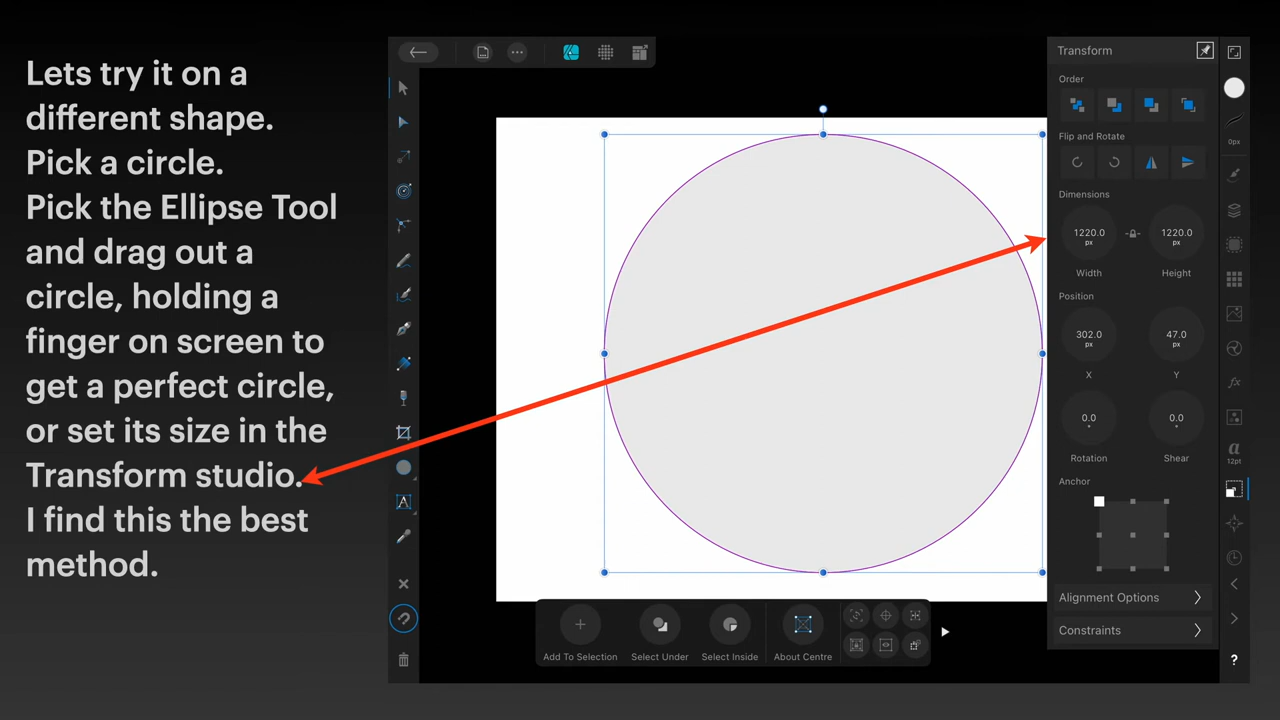 Lets try it on a
different shape.
Pick a circle.
Pick the Ellipse Tool
and drag out a
circle, holding a
finger on screen to
get a perfect circle,
or set its size in the
Transform studio.
I find this the best
method.
Transform
Order
Flip and Rotate
Dimensions
1220.0 px
1220.0 px
Width
Height
Position
302.0 px
47.0 px
X
Y
0.0 °
0.0 °
Rotation
Shear
Anchor
Alignment Options
Constraints
0px
fx
a
12pt
?
A
Add To Selection
Select Under
Select Inside
About Centre